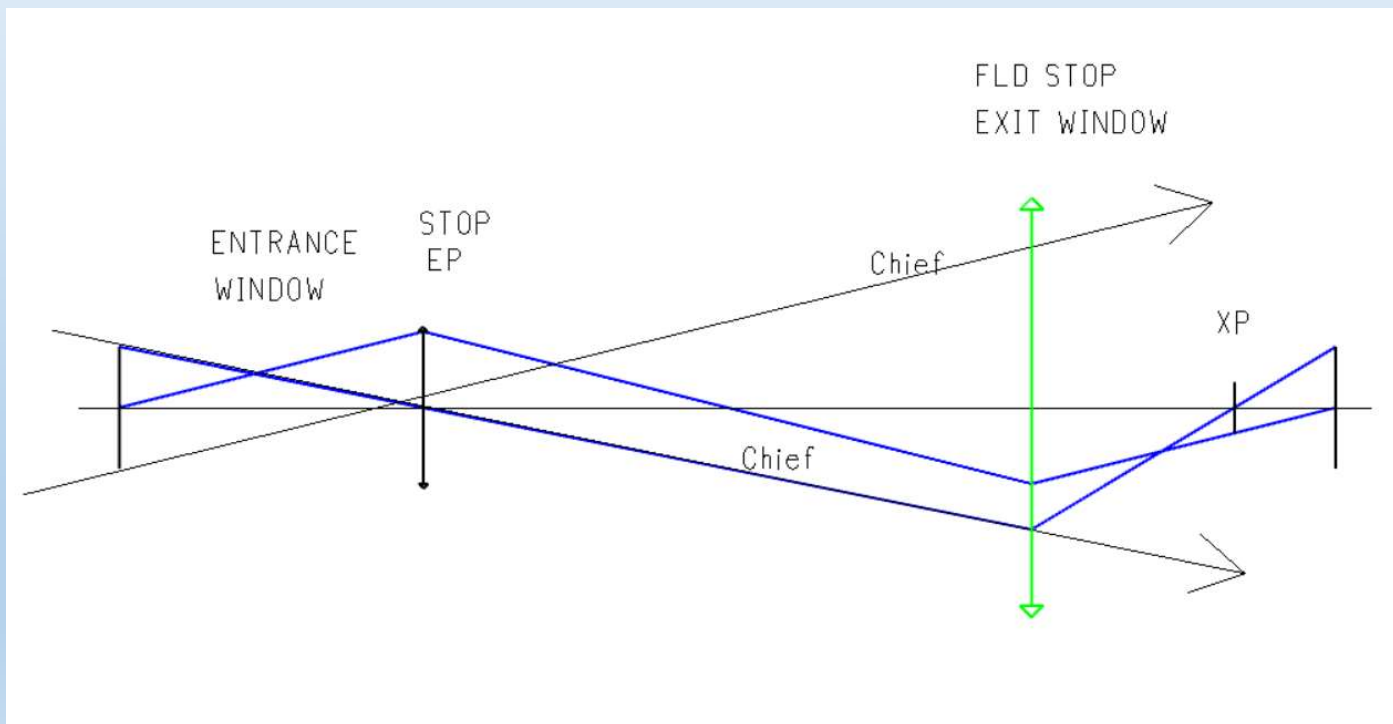 FLD STOP
EXIT WINDOW
ENTRANCE
WINDOW
STOP
EP
Chief
XP
Chief